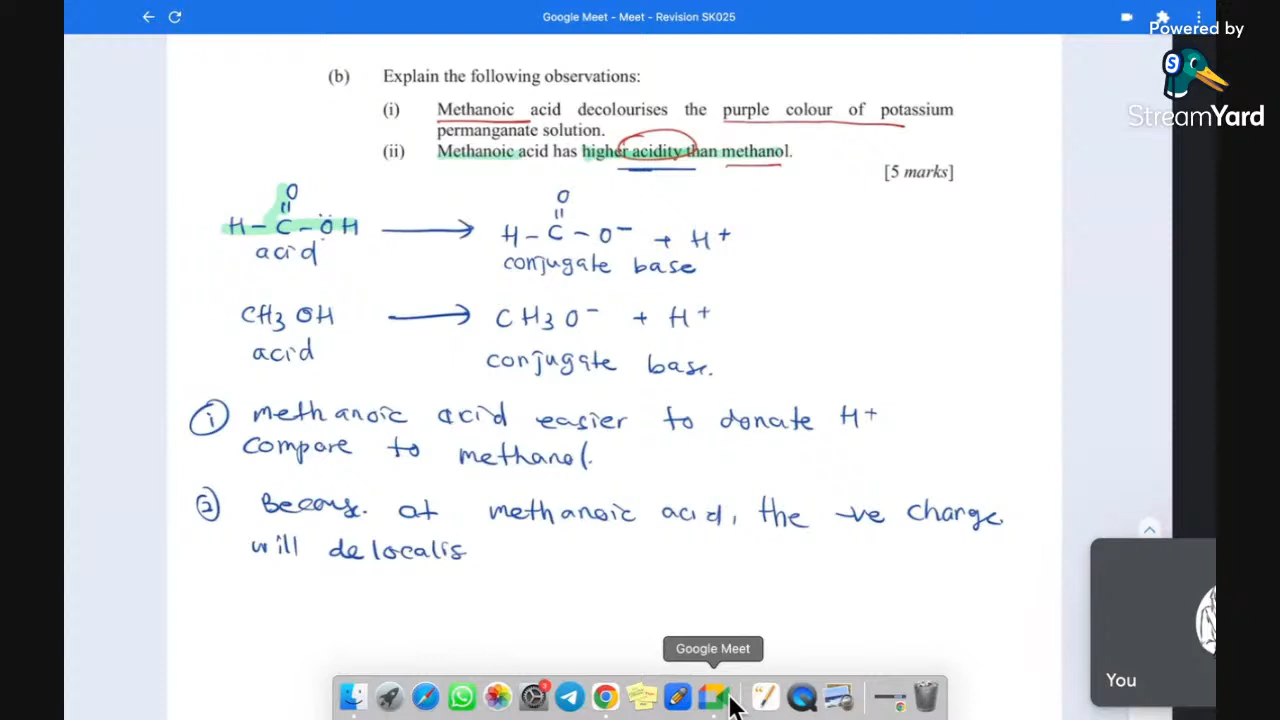 Google Meet - Meet - Revision SK025
Powered by
StreamYard
(b) Explain the following observations:
(i) Methanoic acid decolourises the purple colour of potassium
permanganate solution.
(ii) Methanoic acid has higher acidity than methanol.
[5 marks]
O
H - C - OH → H - C - O⁻ + H+
O
acid conjugate base
CH3 OH → CH3O⁻ + H+
acid conjugate base.
① methanoic acid easier to donate H+
compare to methanol.
② Because. at methanoic acid, the -ve charge
will delocalis
Google Meet
You